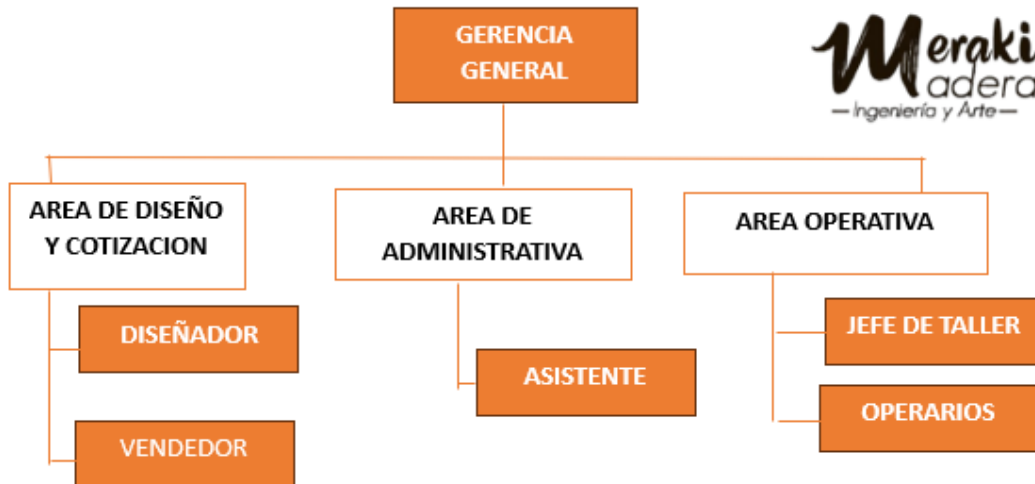 GERENCIA
GENERAL
Meraki
Madera
Ingeniería y Arte
AREA DE DISEÑO
Y COTIZACION
AREA DE
ADMINISTRATIVA
AREA OPERATIVA
DISEÑADOR
JEFE DE TALLER
ASISTENTE
OPERARIOS
VENDEDOR